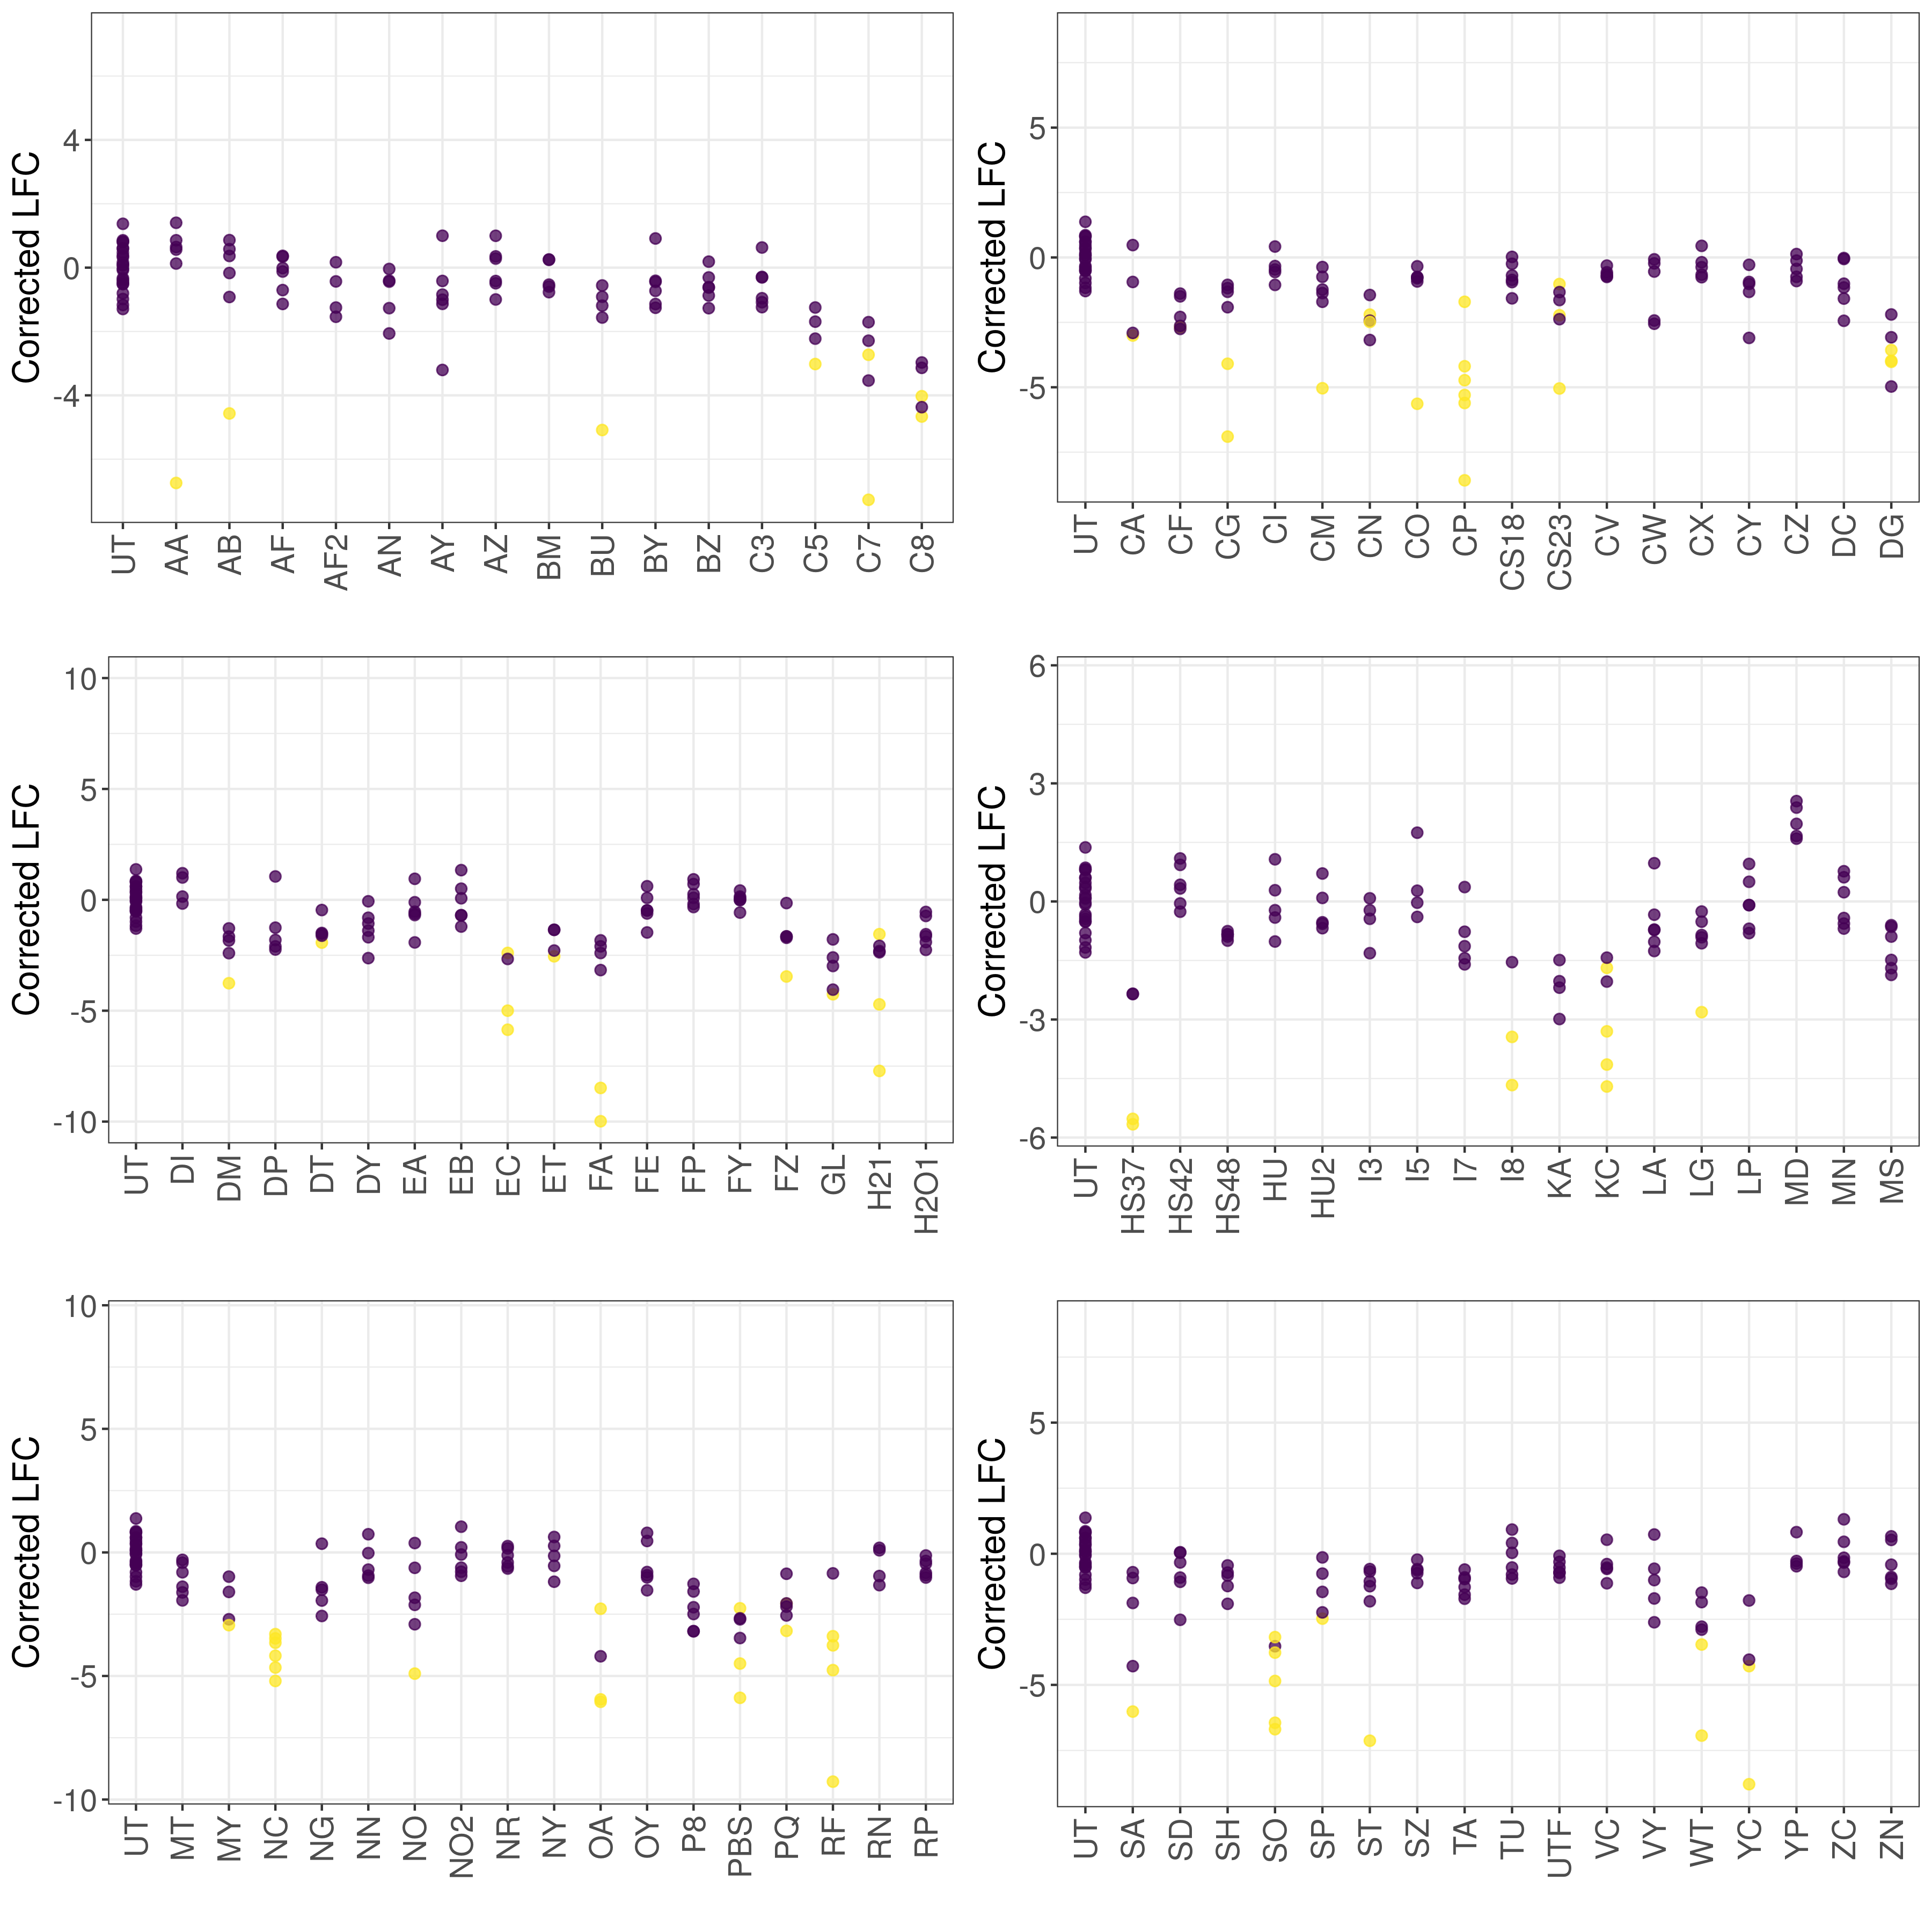 Corrected LFC
4
0
-4
UT AA AB AF AF2 AN AY AZ BM BU BY BZ C3 C5 C7 C8
Corrected LFC
5
0
-5
UT CA CF CG CI CM CN CO CP CS18 CS23 CV CW CX CY CZ DC DG
Corrected LFC
10
5
0
-5
-10
UT DI DM DP DT DY EA EB EC ET FA FE FP FY FZ GL H21 H2O1
Corrected LFC
6
3
0
-3
-6
UT HS37 HS42 HS48 HU HU2 I3 I5 I7 I8 KA KC LA LG LP MD MN MS
Corrected LFC
10
5
0
-5
-10
UT MT MY NC NG NN NO NO2 NR NY OA OY P8 PBS PQ RF RN RP
Corrected LFC
5
0
-5
UT SA SD SH SO SP ST SZ TA TU UTF VC VY WT YC YP ZC ZN